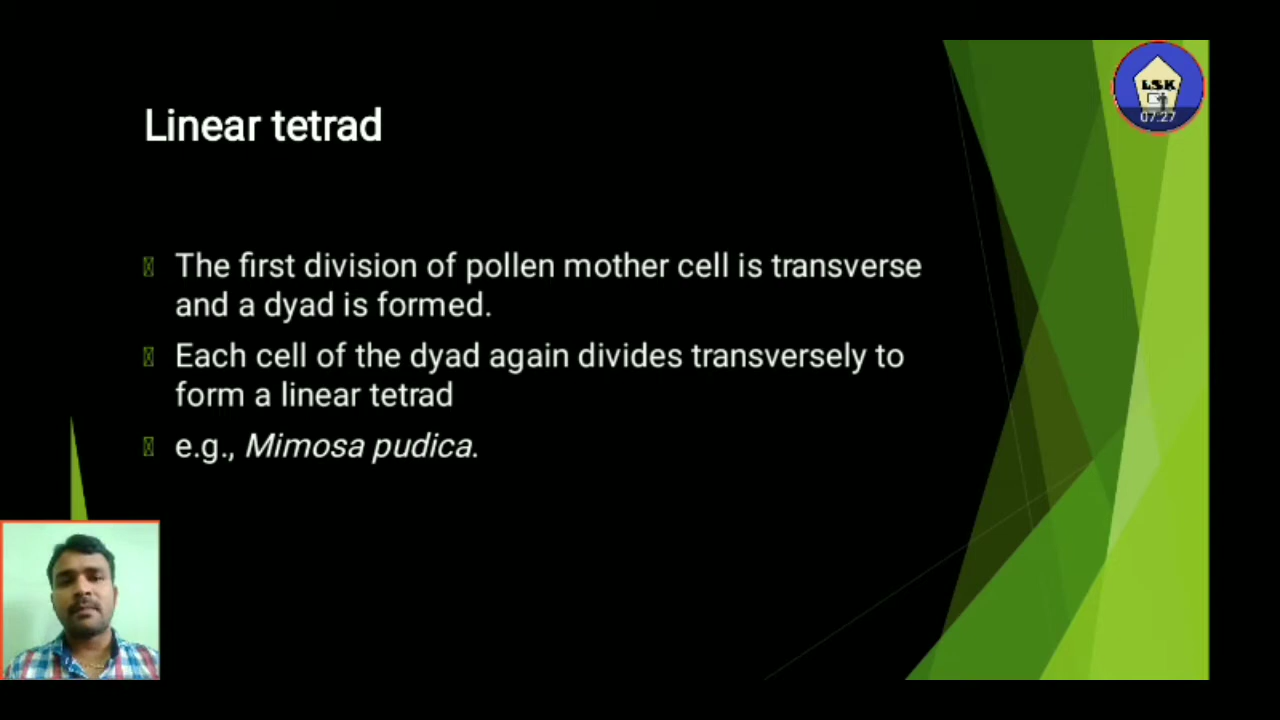 LSK
07:27
Linear tetrad
The first division of pollen mother cell is transverse
and a dyad is formed.
Each cell of the dyad again divides transversely to
form a linear tetrad
e.g., Mimosa pudica.